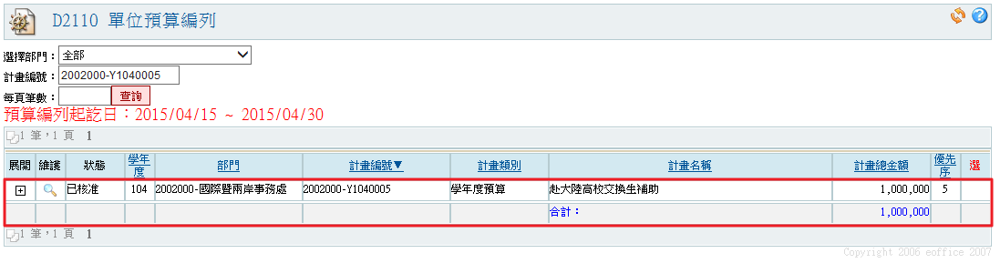 D2110 單位預算編列
選擇部門：全部
計畫編號：2002000-Y1040005
每頁筆數：查詢
預算編列起訖日：2015/04/15 ~ 2015/04/30
1 筆，1 頁 1
展開 維護 狀態 學年度 部門 計畫編號▼ 計畫類別 計畫名稱 計畫總金額 優先序 選
已核准 104 2002000-國際暨兩岸事務處 2002000-Y1040005 學年度預算 赴大陸高校交換生補助 1,000,000 5
合計： 1,000,000
1 筆，1 頁 1
Copyright 2006 eoffice 2007